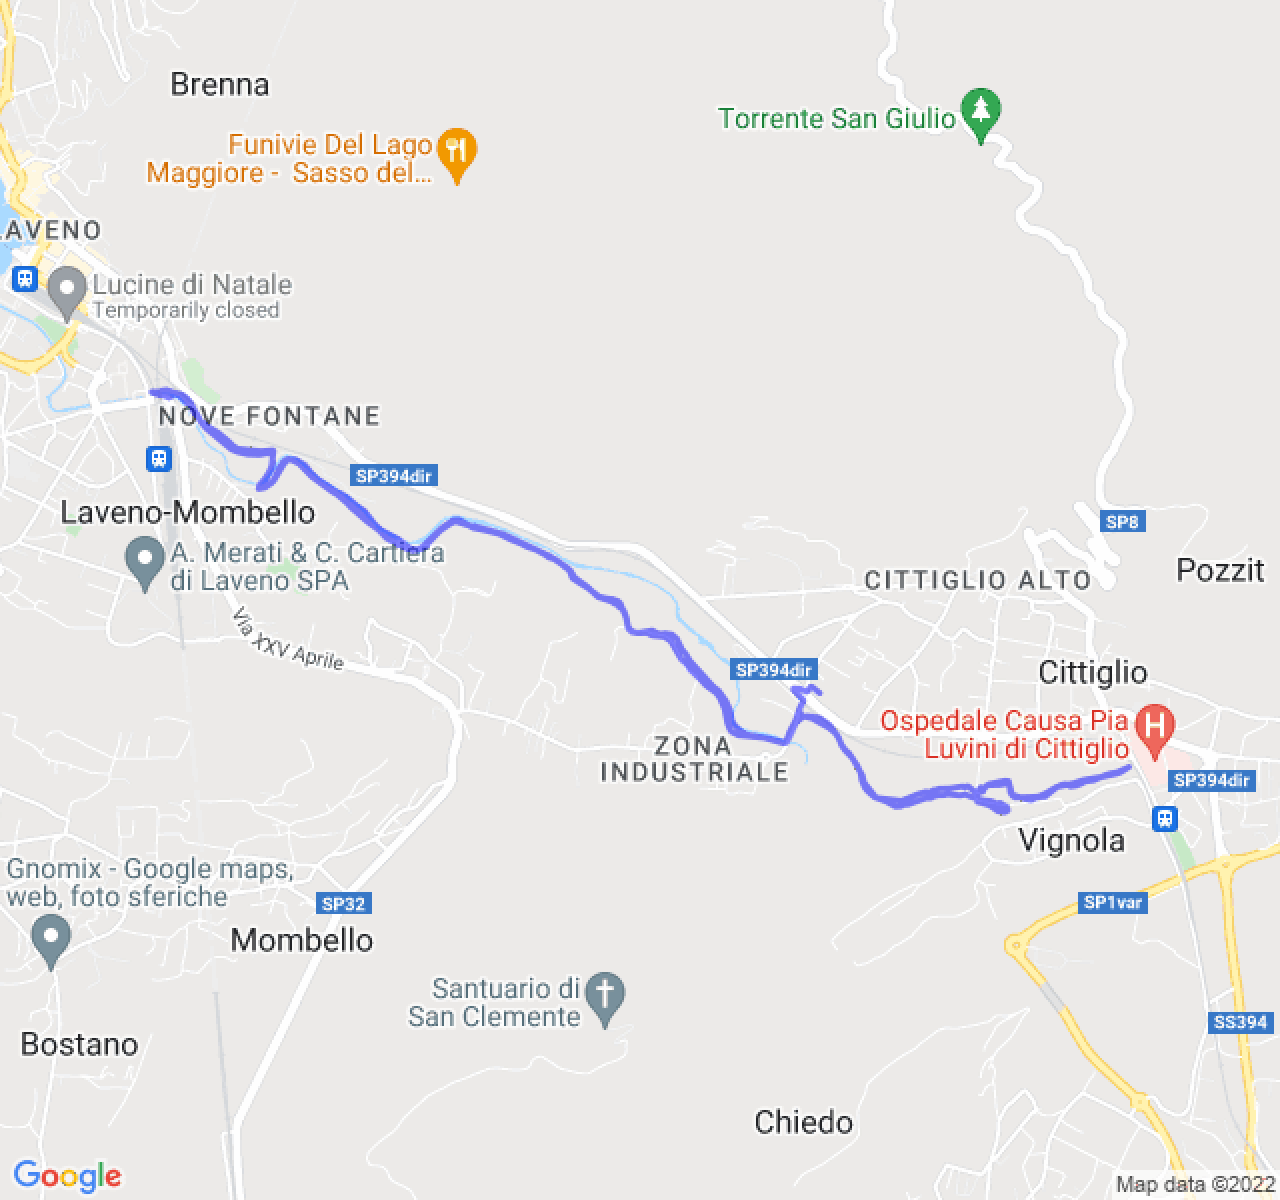 Brenna
Torrente San Giulio
Funivie Del Lago
Maggiore - Sasso del...
LAVENO
Lucine di Natale
Temporarily closed
NOVE FONTANE
SP394dir
Laveno-Mombello
SP8
A. Merati & C. Cartiera
di Laveno SPA
CITTIGLIO ALTO
Pozzit
Via XXV Aprile
SP394dir
Cittiglio
Ospedale Causa Pia
Luvini di Cittiglio
H
ZONA
INDUSTRIALE
SP394dir
Vignola
Gnomix - Google maps,
web, foto sferiche
SP32
SP1var
Mombello
Santuario di
San Clemente
SS394
Bostano
Chiedo
Google
Map data ©2022